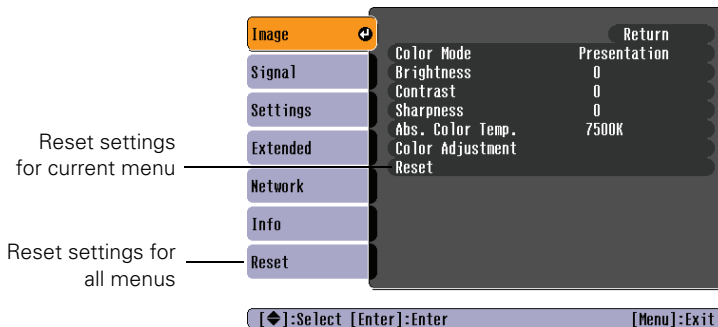 Image
Signal
Settings
Extended
Network
Info
Reset
Return
Color Mode Presentation
Brightness 0
Contrast 0
Sharpness 0
Abs. Color Temp. 7500K
Color Adjustment
Reset
Reset settings
for current menu
Reset settings for
all menus
[◆]:Select [Enter]:Enter [Menu]:Exit